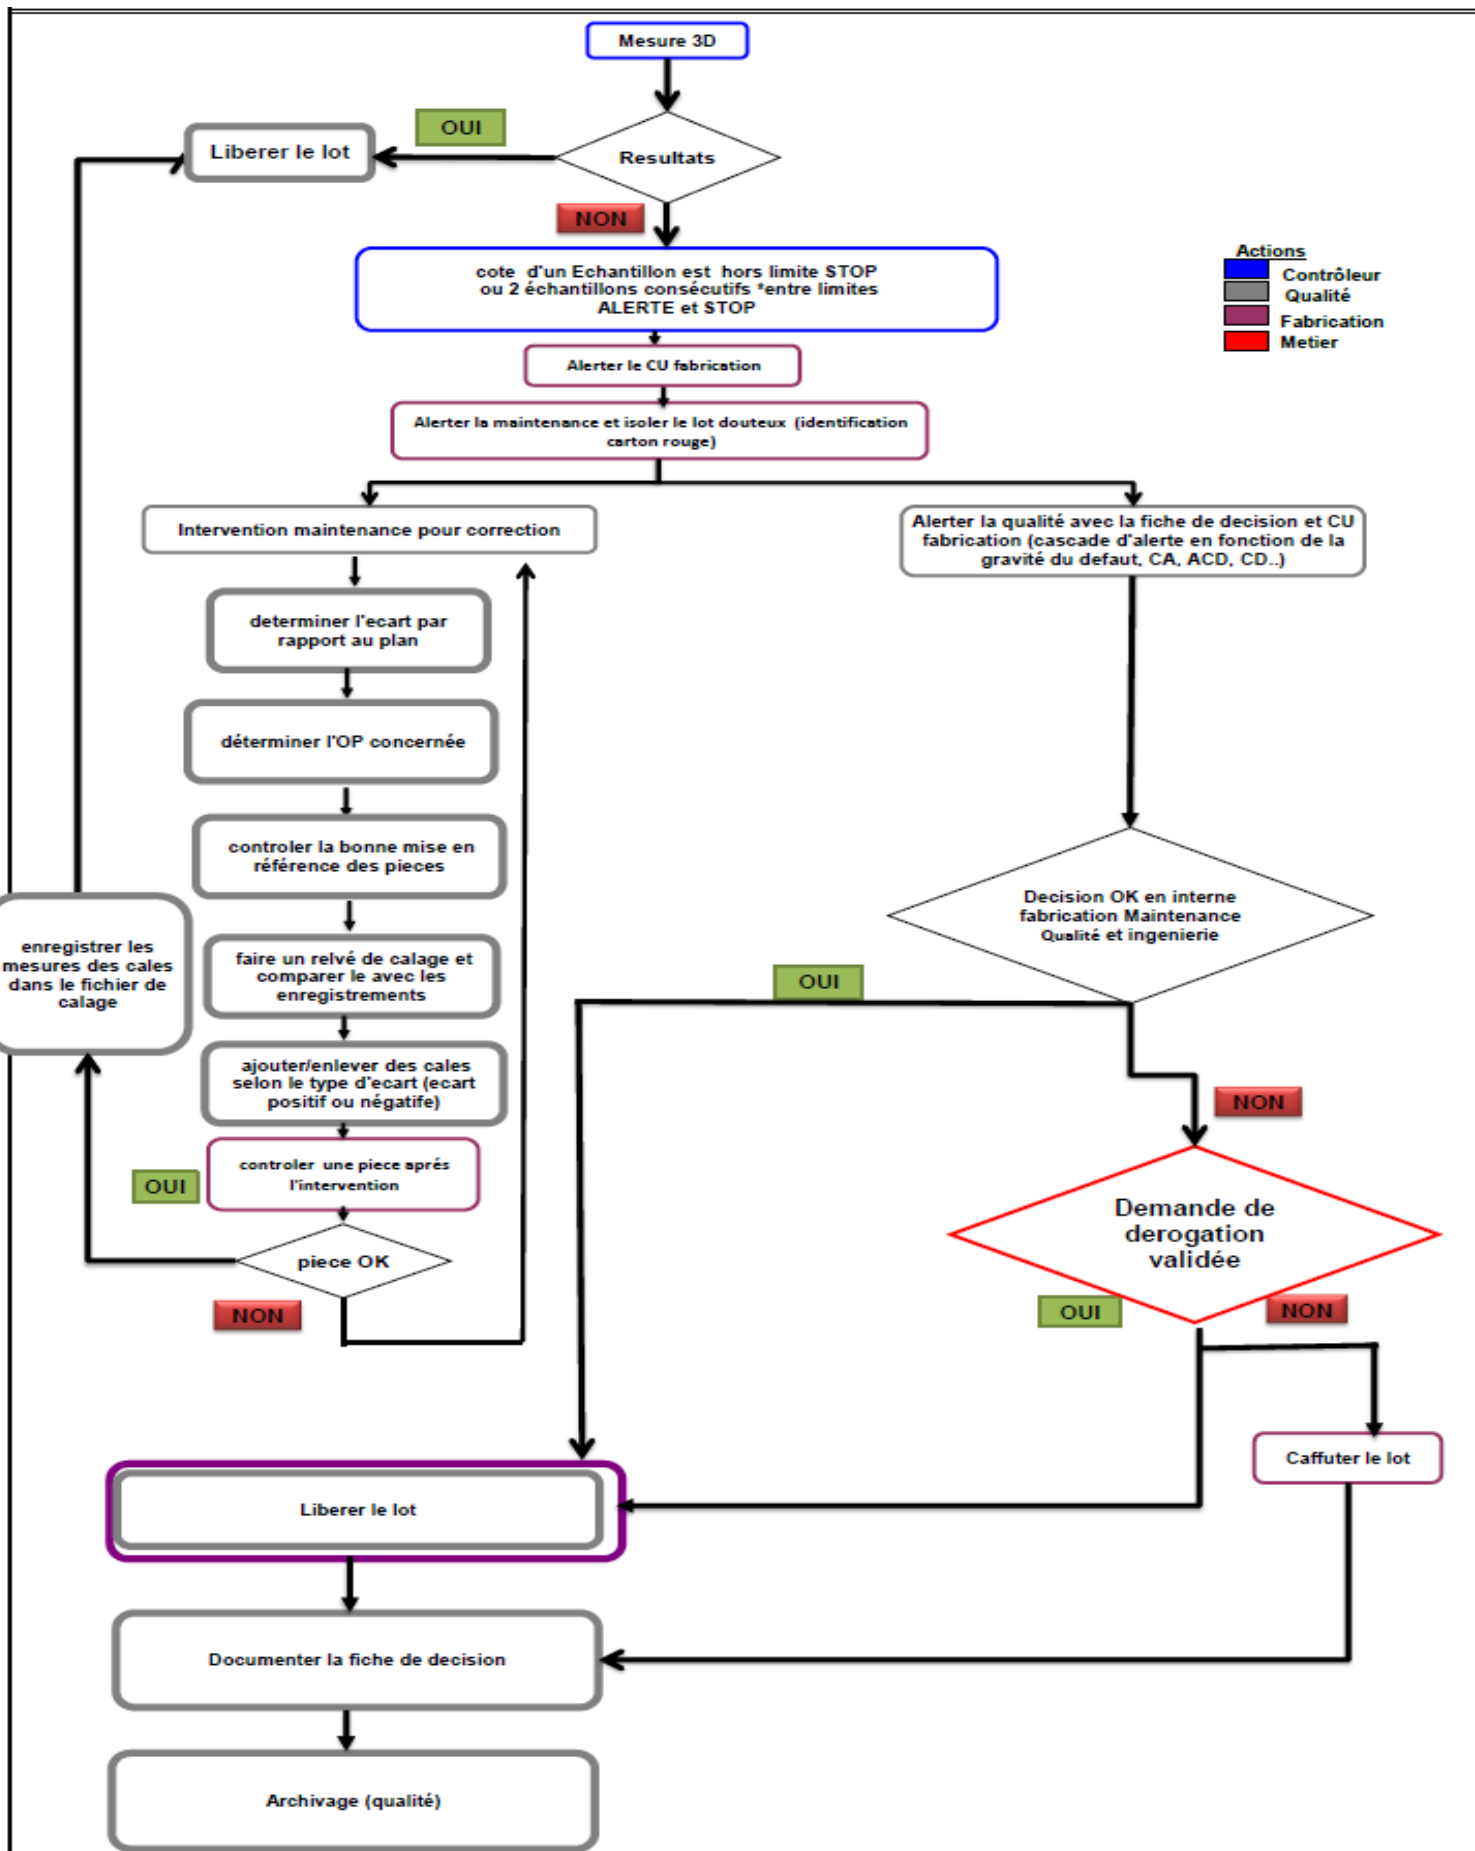 Mesure 3D
OUI
Liberer le lot
Resultats
NON
cote d'un Echantillon est hors limite STOP
ou 2 échantillons consécutifs *entre limites
ALERTE et STOP
Actions
Contrôleur
Qualité
Fabrication
Metier
Alerter le CU fabrication
Alerter la maintenance et isoler le lot douteux (identification
carton rouge)
Intervention maintenance pour correction
Alerter la qualité avec la fiche de decision et CU
fabrication (cascade d'alerte en fonction de la
gravité du defaut, CA, ACD, CD..)
determiner l'ecart par
rapport au plan
déterminer l'OP concernée
controler la bonne mise en
référence des pieces
enregistrer les
mesures des cales
dans le fichier de
calage
faire un relvé de calage et
comparer le avec les
enregistrements
Decision OK en interne
fabrication Maintenance
Qualité et ingenierie
OUI
ajouter/enlever des cales
selon le type d'ecart (ecart
positif ou négatife)
NON
controler une piece aprés
l'intervention
OUI
piece OK
NON
Demande de
derogation
validée
OUI
NON
Caffuter le lot
Liberer le lot
Documenter la fiche de decision
Archivage (qualité)